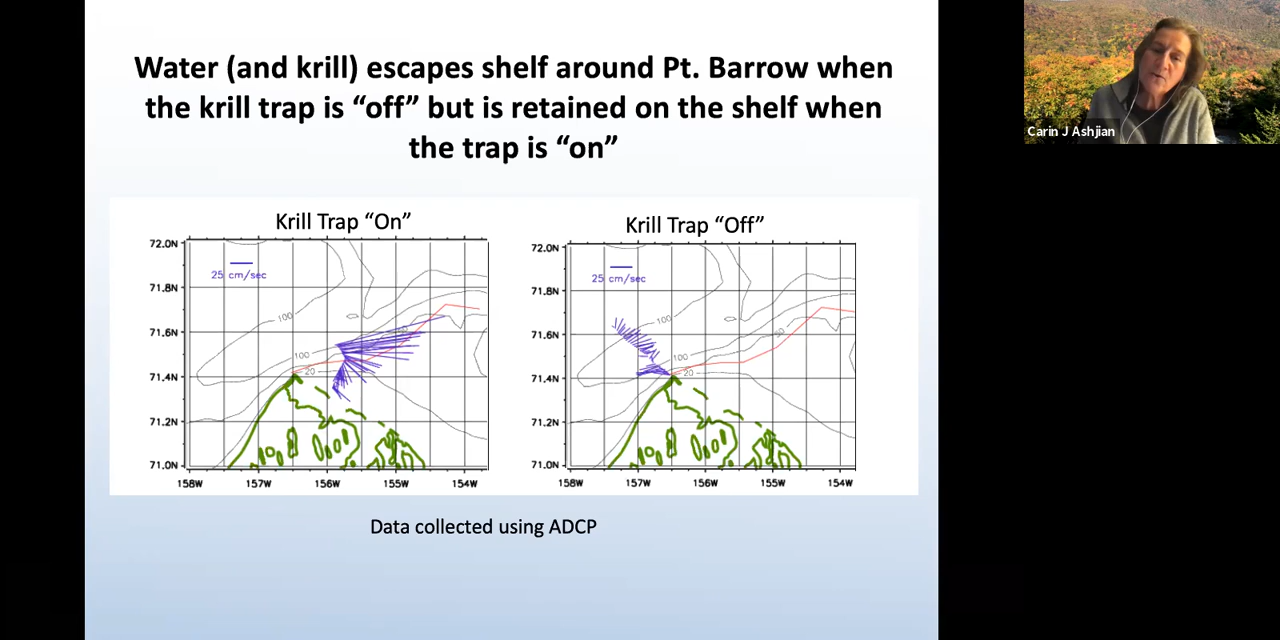 Water (and krill) escapes shelf around Pt. Barrow when
the krill trap is “off” but is retained on the shelf when
the trap is “on”
Carin J Ashjian
Krill Trap “On”
72.0N
25 cm/sec
71.8N
100
71.6N
100
71.4N
20
71.2N
71.0N
158W 157W 156W 155W 154W
Krill Trap “Off”
72.0N
25 cm/sec
71.8N
100
71.6N
50
100
71.4N
20
71.2N
71.0N
158W 157W 156W 155W 154W
Data collected using ADCP